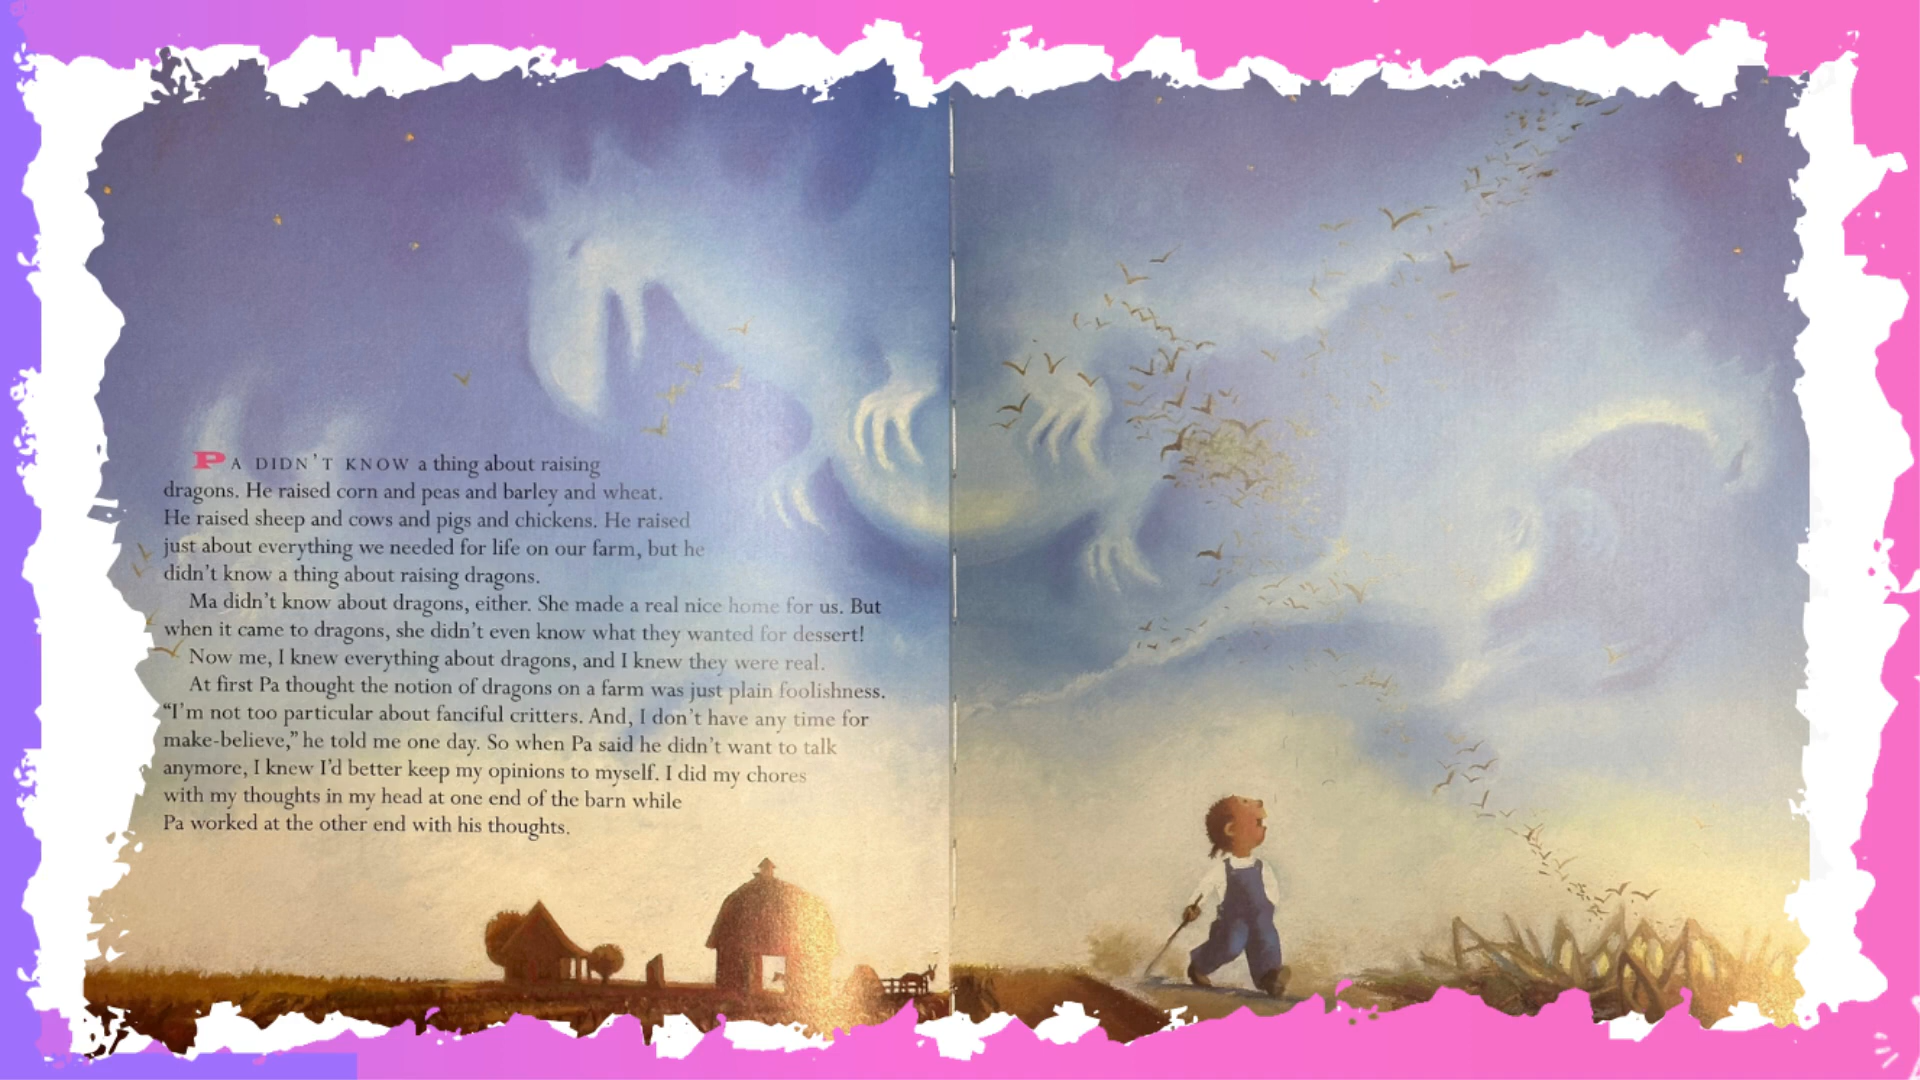 PA DIDN'T KNOW a thing about raising
dragons. He raised corn and peas and barley and wheat.
He raised sheep and cows and pigs and chickens. He raised
just about everything we needed for life on our farm, but he
didn't know a thing about raising dragons.
Ma didn't know about dragons, either. She made a real nice home for us. But
when it came to dragons, she didn't even know what they wanted for dessert!
Now me, I knew everything about dragons, and I knew they were real.
At first Pa thought the notion of dragons on a farm was just plain foolishness.
“I'm not too particular about fanciful critters. And, I don't have any time for
make-believe,” he told me one day. So when Pa said he didn't want to talk
anymore, I knew I'd better keep my opinions to myself. I did my chores
with my thoughts in my head at one end of the barn while
Pa worked at the other end with his thoughts.